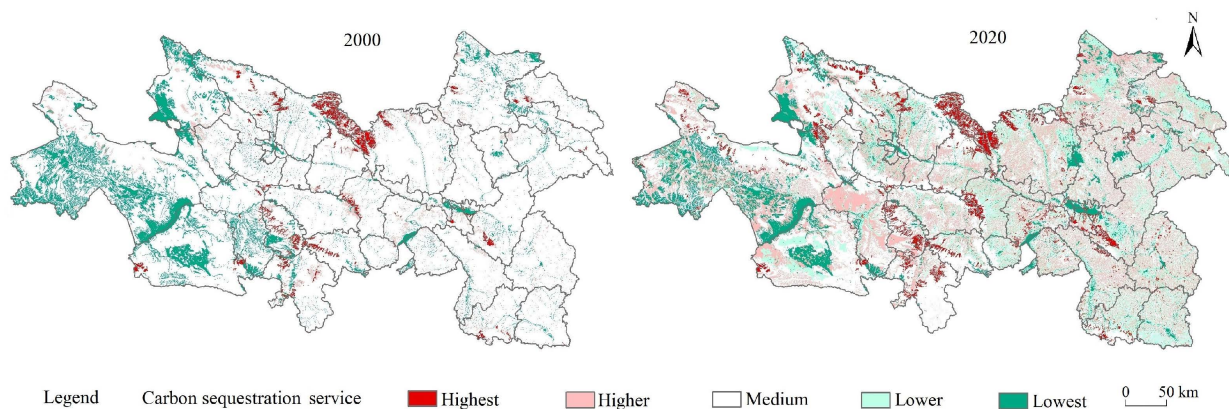 2000
2020
N
Legend Carbon sequestration service Highest Higher Medium Lower Lowest 0 50 km